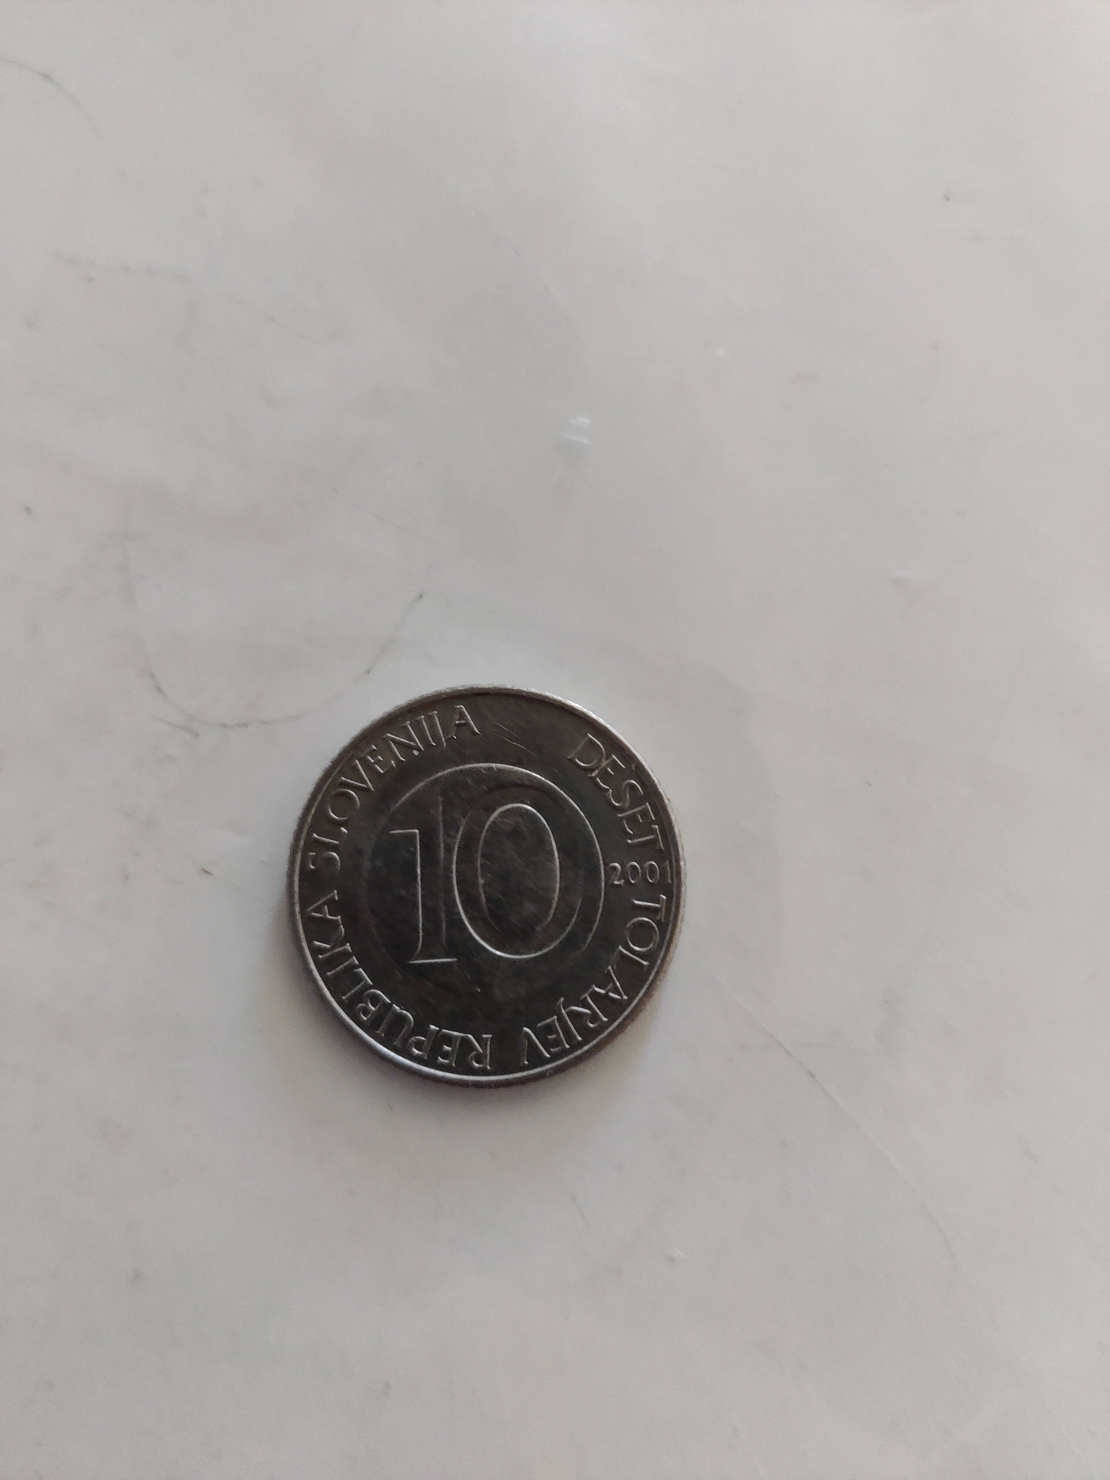 REPUBLIKA SLOVENIJA
DESET TOLARJEV
2001
10